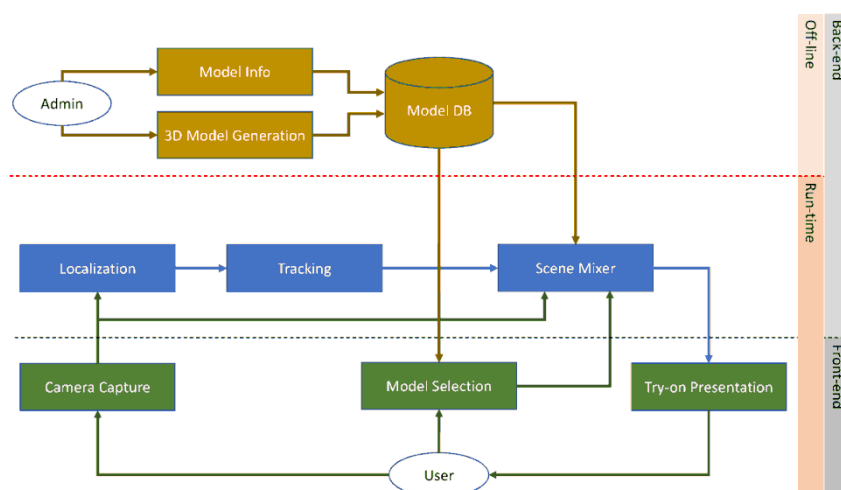 Off-line
Back-end
Model Info
Admin
Model DB
3D Model Generation
Run-time
Localization
Tracking
Scene Mixer
Front-end
Camera Capture
Model Selection
Try-on Presentation
User